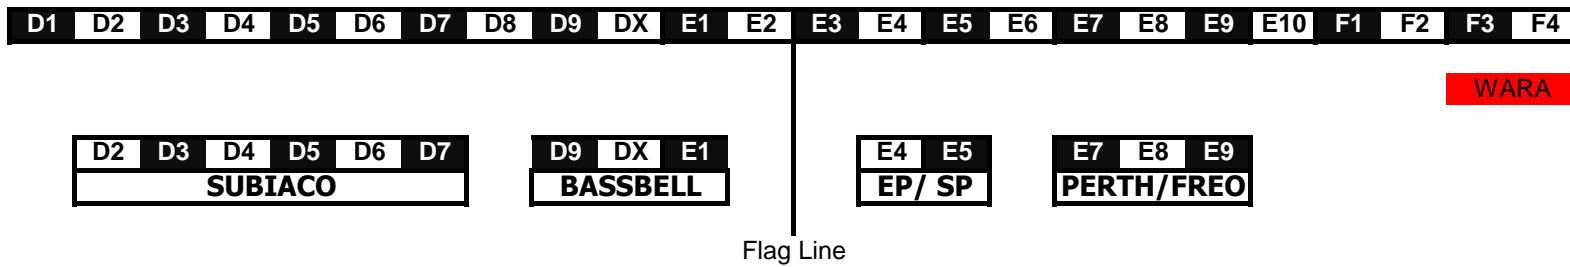 D1 D2 D3 D4 D5 D6 D7 D8 D9 DX E1 E2 E3 E4 E5 E6 E7 E8 E9 E10 F1 F2 F3 F4
WARA
D2 D3 D4 D5 D6 D7 D9 DX E1 E4 E5 E7 E8 E9
SUBIACO BASSBELL EP/ SP PERTH/FREO
Flag Line